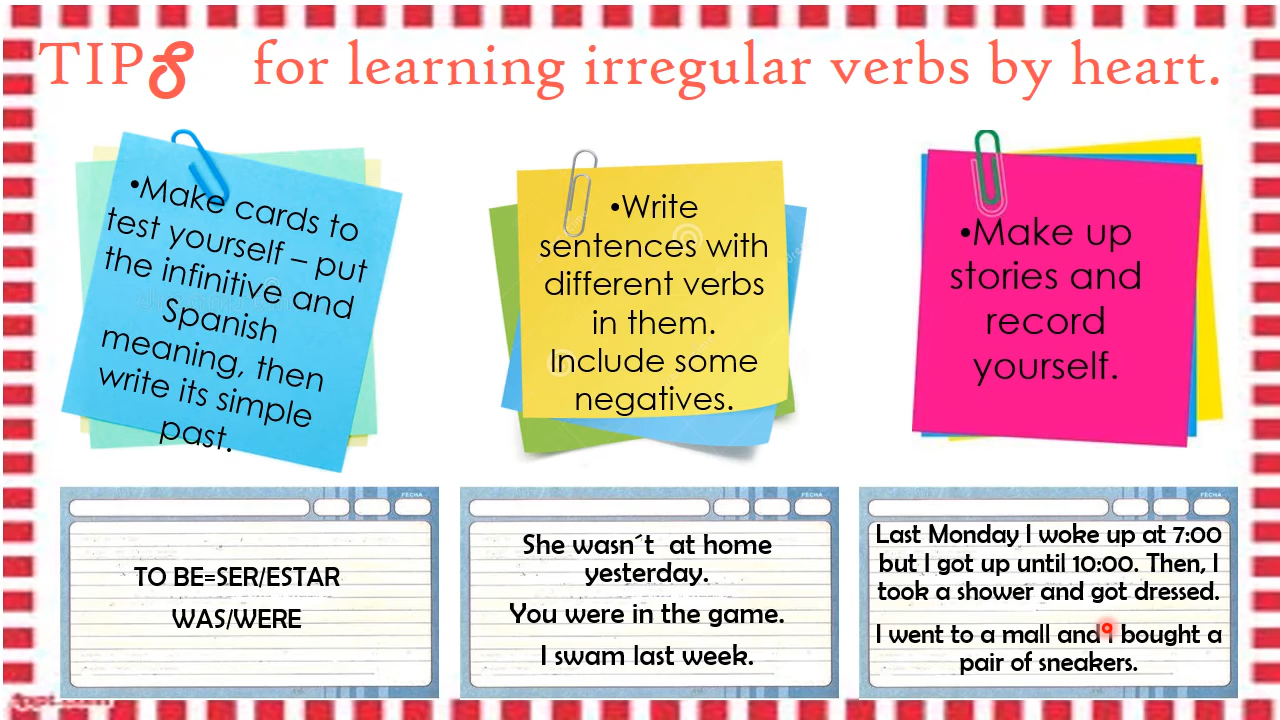 TIPS for learning irregular verbs by heart.
•Make cards to
test yourself – put
the infinitive and
Spanish
meaning, then
write its simple
past.
•Write
sentences with
different verbs
in them.
Include some
negatives.
•Make up
stories and
record
yourself.
FECHA
TO BE=SER/ESTAR
WAS/WERE
FECHA
She wasn´t at home
yesterday.
You were in the game.
I swam last week.
FECHA
Last Monday I woke up at 7:00
but I got up until 10:00. Then, I
took a shower and got dressed.
I went to a mall and I bought a
pair of sneakers.